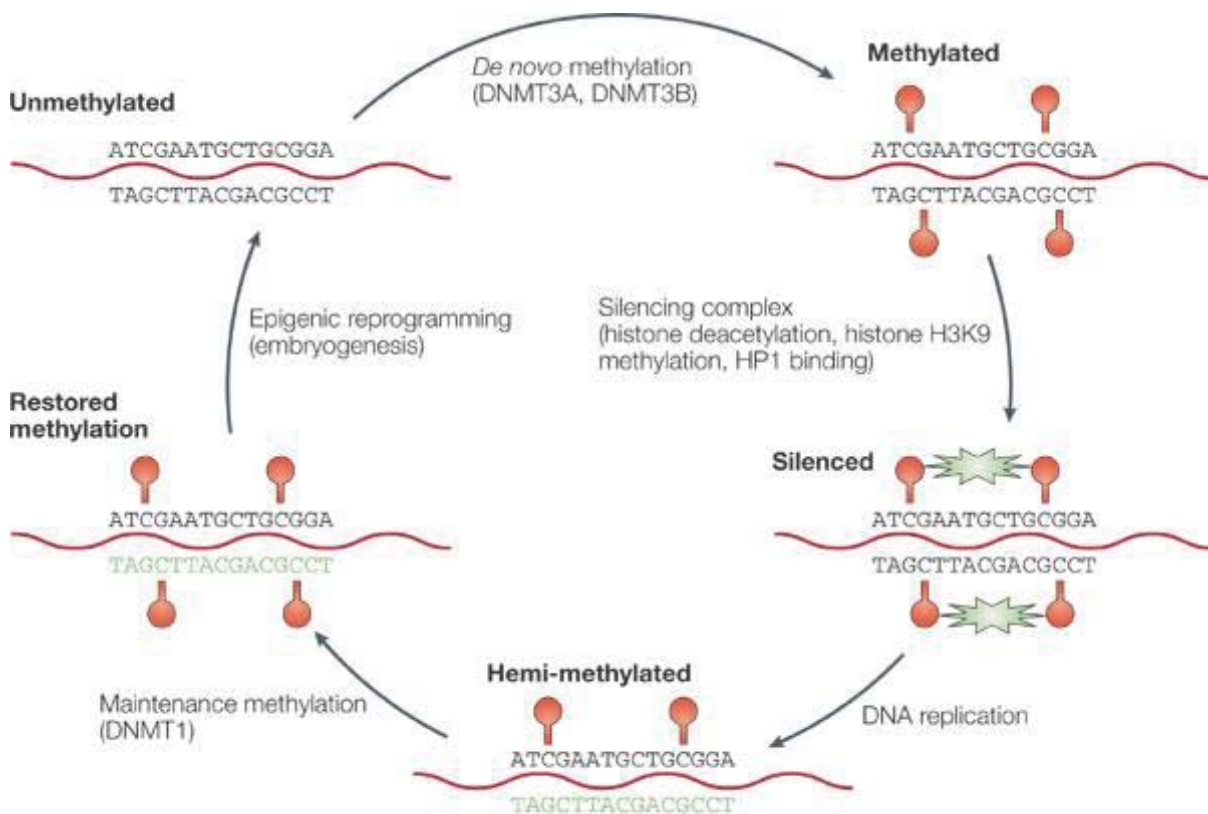 De novo methylation
(DNMT3A, DNMT3B)
Methylated
Unmethylated
ATCGAATGCTGCGGA
TAGCTTACGACGCCT
ATCGAATGCTGCGGA
TAGCTTACGACGCCT
Silencing complex
(histone deacetylation, histone H3K9
methylation, HP1 binding)
Silenced
ATCGAATGCTGCGGA
TAGCTTACGACGCCT
DNA replication
Hemi-methylated
ATCGAATGCTGCGGA
TAGCTTACGACGCCT
Maintenance methylation
(DNMT1)
Restored
methylation
ATCGAATGCTGCGGA
TAGCTTACGACGCCT
Epigenic reprogramming
(embryogenesis)